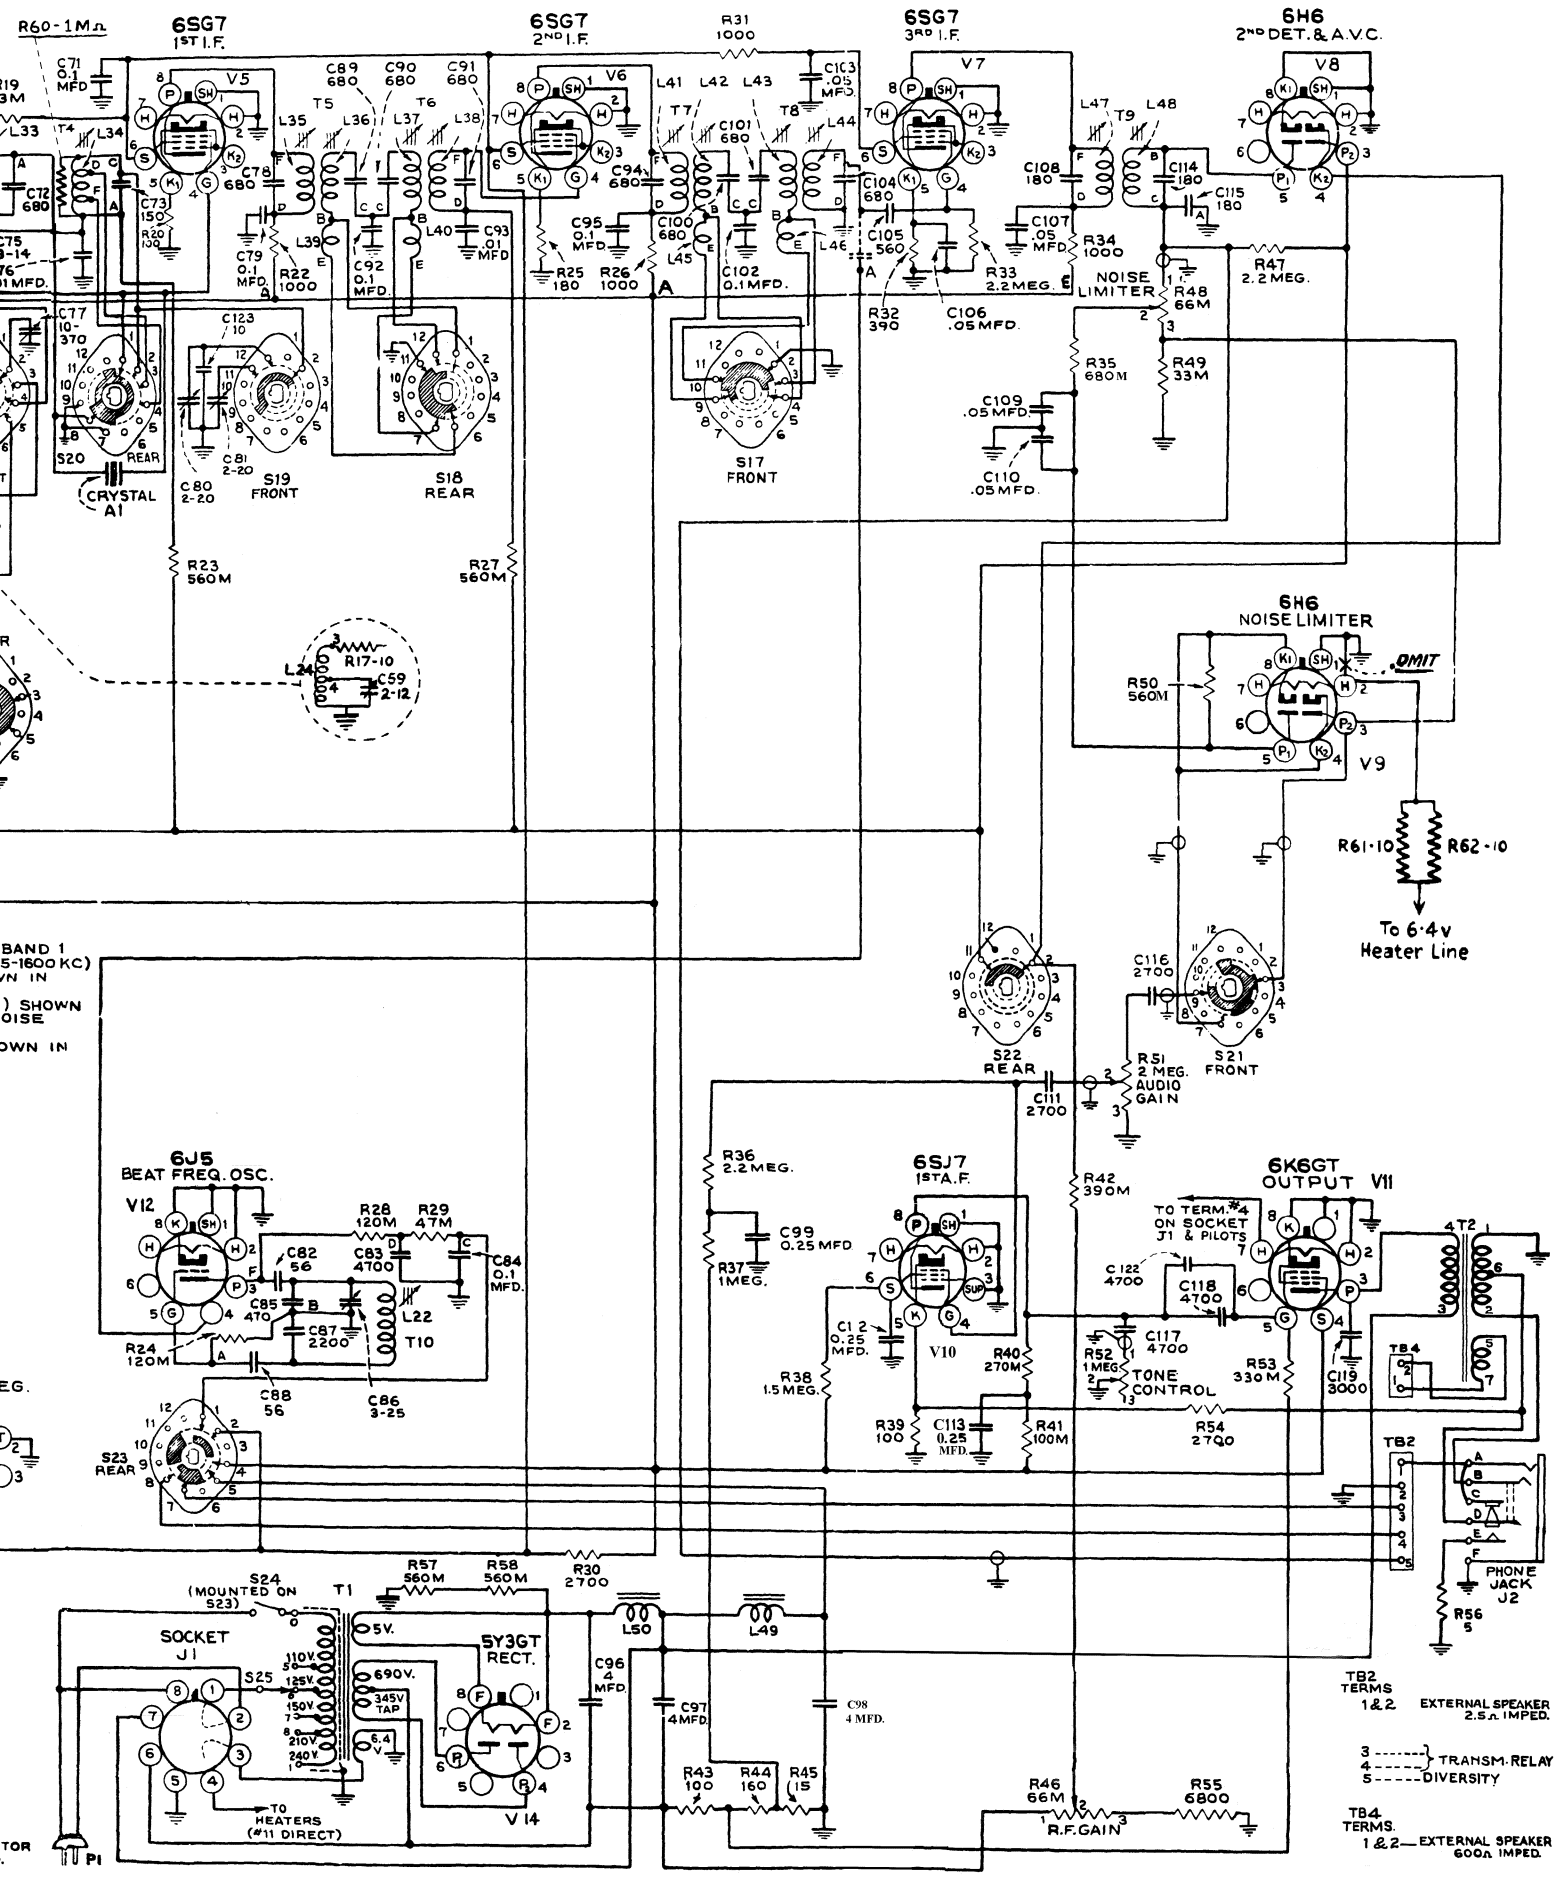 R60-1MΩ
6SG7
1ST I.F.
6SG7
2ND I.F.
R31
1000
6SG7
3RD I.F.
6H6
2ND DET. & A.V.C.
C71
0.1
MFD
V5
C89
680
C90
680
C91
680
V6
L41
L42
L43
C103
.05
MFD.
V7
V8
L33
T4
L34
L35
T5
L36
L37
T6
L38
T7
C101
680
T8
L44
L47
T9
L48
C72
680
C73
150
R20
100
C78
680
C94
680
C104
680
C108
180
C114
180
C115
180
C79
0.1
MFD.
R22
1000
L39
C92
0.1
MFD.
L40
C93
.01
MFD
R25
180
C95
0.1
MFD
R26
1000
C100
680
L45
C102
0.1MFD.
L46
C105
560
R33
2.2MEG.
R32
390
C106
.05MFD.
C107
.05
MFD
R34
1000
NOISE
LIMITER
R48
66M
R47
2.2 MEG.
C77
10-
370
C123
10
R35
680M
R49
33M
C109
.05MFD.
C110
.05MFD.
S20
REAR
CRYSTAL
A1
C80
2-20
C81
2-20
S19
FRONT
S18
REAR
S17
FRONT
R23
560M
R27
560M
6H6
NOISE LIMITER
OMIT
L24
R17-10
C59
2-12
R50
560M
V9
R61-10
R62-10
To 6.4v
Heater Line
BAND 1
5-1600 KC)
VN IN
) SHOWN
OISE
OWN IN
C116
2700
S22
REAR
S21
FRONT
R51
2 MEG.
AUDIO
GAIN
C111
2700
6J5
BEAT FREQ. OSC.
V12
R36
2.2MEG.
6SJ7
1ST A.F.
R42
390M
6K6GT
OUTPUT V11
TO TERM. #4
ON SOCKET
J1 & PILOTS
R28
120M
R29
47M
C82
56
C83
4700
C84
0.1
MFD.
C99
0.25 MFD
R37
1MEG.
C122
4700
C118
4700
T2
C85
470
C87
2200
L22
T10
R24
120M
C88
56
C86
3-25
C1 2
0.25
MFD.
V10
R38
1.5MEG.
R40
270M
C117
4700
R52
1 MEG
TONE
CONTROL
R53
330M
C119
3000
TB4
R39
100
C113
0.25
MFD.
R41
100M
R54
2700
TB2
S23
REAR
R30
2700
PHONE
JACK
J2
R56
5
S24
(MOUNTED ON
S23)
T1
R57
560M
R58
560M
SOCKET
J1
S25
110V.
125V.
150V.
210V.
240V.
5V.
690V.
345V
TAP
6.4
V
5Y3GT
RECT.
V14
L50
L49
C96
4
MFD.
C97
4MFD.
C98
4 MFD.
TO
HEATERS
(#11 DIRECT)
P1
R43
100
R44
160
R45
15
R46
66M
R.F.GAIN
R55
6800
TB2
TERMS
1 & 2 EXTERNAL SPEAKER
2.5Ω IMPED.
3 TRANSM. RELAY
4
5 DIVERSITY
TB4
TERMS.
1 & 2 — EXTERNAL SPEAKER
600Ω IMPED.